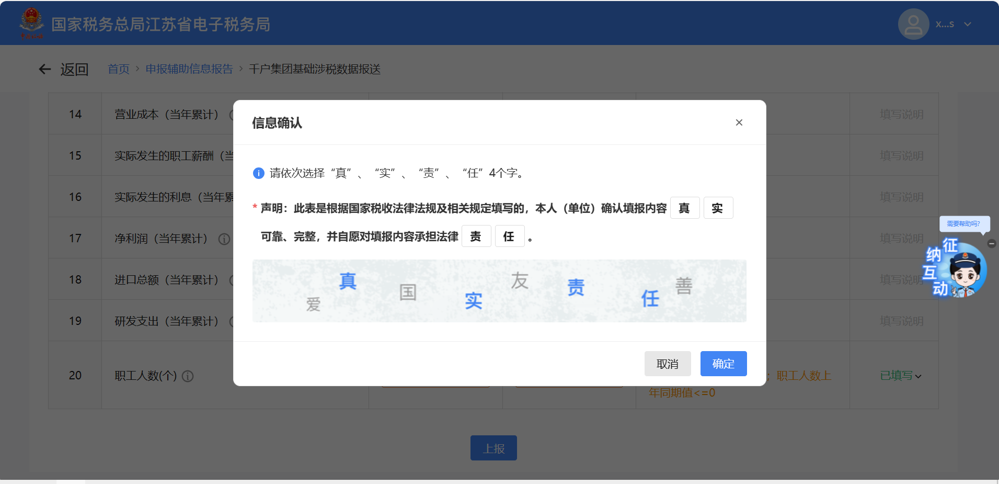 国家税务总局江苏省电子税务局
x...s
返回 首页 > 申报辅助信息报告 > 千户集团基础涉税数据报送
14 营业成本（当年累计） 填写说明
15 实际发生的职工薪酬（当 填写说明
16 实际发生的利息（当年累 填写说明
17 净利润（当年累计） 填写说明
18 进口总额（当年累计） 填写说明
19 研发支出（当年累计） 填写说明
20 职工人数(个) ；职工人数上
年同期值<=0
已填写
信息确认
请依次选择“真”、“实”、“责”、“任”4个字。
* 声明：此表是根据国家税收法律法规及相关规定填写的，本人（单位）确认填报内容 真 实
可靠、完整，并自愿对填报内容承担法律 责 任 。
爱 真 国 实 友 责 任 善
取消 确定
上报
需要帮助吗?
征纳互动